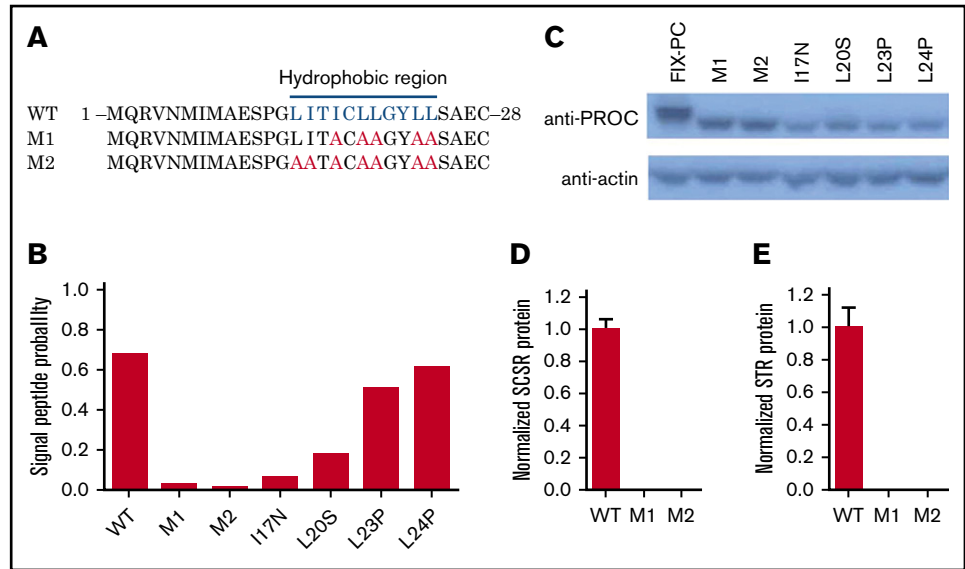 A
Hydrophobic region
WT 1 –MQRVNMIMAESPGLITICLLGYLLSAEC–28
M1 MQRVNMIMAESPGLITACAAGYAASAEC
M2 MQRVNMIMAESPGAATACAAGYAASAEC
C
FIX-PC M1 M2 I17N L20S L23P L24P
anti-PROC
anti-actin
B
Signal peptide probality
1.0
0.8
0.6
0.4
0.2
0.0
WT M1 M2 I17N L20S L23P L24P
D
Normalized SCSR protein
1.2
1.0
0.8
0.6
0.4
0.2
0.0
WT M1 M2
E
Normalized STR protein
1.2
1.0
0.8
0.6
0.4
0.2
0.0
WT M1 M2